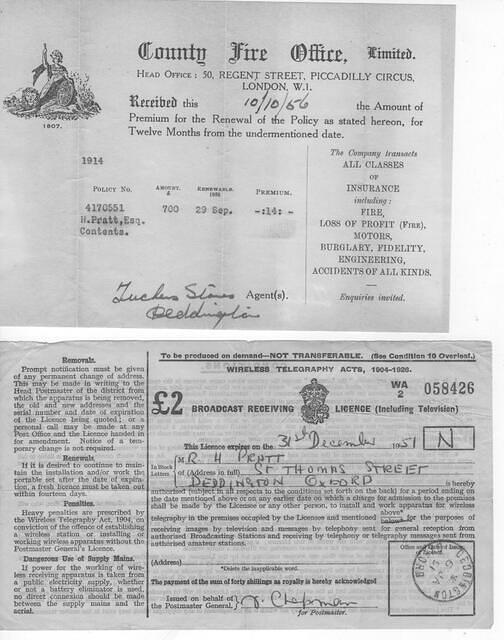 County Fire Office, Limited.
HEAD OFFICE: 50, REGENT STREET, PICCADILLY CIRCUS,
LONDON, W.1.
1807.
Received this 10/10/56 the Amount of
Premium for the Renewal of the Policy as stated hereon, for
Twelve Months from the undermentioned date.
1914
POLICY No. AMOUNT. £ RENEWABLE. 1956 PREMIUM.
4170551 700 29 Sep. -:14:-
H.Pratt,Esq.
Contents.
The Company transacts
ALL CLASSES
OF
INSURANCE
including:
FIRE,
LOSS OF PROFIT (FIRE),
MOTORS,
BURGLARY, FIDELITY,
ENGINEERING,
ACCIDENTS OF ALL KINDS.
Enquiries invited.
Tuckers Stores Agent(s).
Deddington
Removals.
Prompt notification must be given
of any permanent change of address.
This may be made in writing to the
Head Postmaster of the district from
which the apparatus is being removed,
the old and new addresses and the
serial number and date of expiration
of the Licence being quoted; or a
personal call may be made at any
Post Office and the Licence handed in
for amendment. Notice of a tem-
porary change is not required.
Renewals.
If it is desired to continue to
maintain the installation and/or work the
portable set after the date of expira-
tion, a fresh licence must be taken out
within fourteen days.
Penalties.
Heavy penalties are prescribed by
the Wireless Telegraphy Act, 1904, on
conviction of the offence of establishing
a wireless station or installing or
working wireless apparatus without the
Postmaster General's Licence.
Dangerous Use of Supply Mains.
If power for the working of wire-
less receiving apparatus is taken from
a public electricity supply, whether
or not a battery eliminator is used,
no direct connection should be made
between the supply mains and the
aerial.
To be produced on demand—NOT TRANSFERABLE. (See Condition 10 Overleaf.)
WIRELESS TELEGRAPHY ACTS, 1904-1926.
WA
2 058426
£2 BROADCAST RECEIVING LICENCE (Including Television)
This Licence expires on the 31st December 1951 N
In Block Letters M R. H PRATT
of (Address in full) ST THOMAS STREET
DEDDINGTON OXFORD is hereby
authorised (subject in all respects to the conditions set forth on the back) for a period ending on
the date mentioned above or on any earlier date on which a charge for admission to the premises
shall be made by the Licensee or any other person, to install and work apparatus for wireless
above*
telegraphy in the premises occupied by the Licensee and mentioned below* for the purpose of
receiving by television and messages by telephony sent for general reception from
authorised Broadcasting Stations and receiving by telephony or telegraphy messages sent from
authorised amateur stations.
(Address)
*Delete the inapplicable word.
The payment of sum of forty shillings as royalty is hereby acknowledged
Issued on behalf of
the Postmaster General, J. Chapman
for Postmaster.